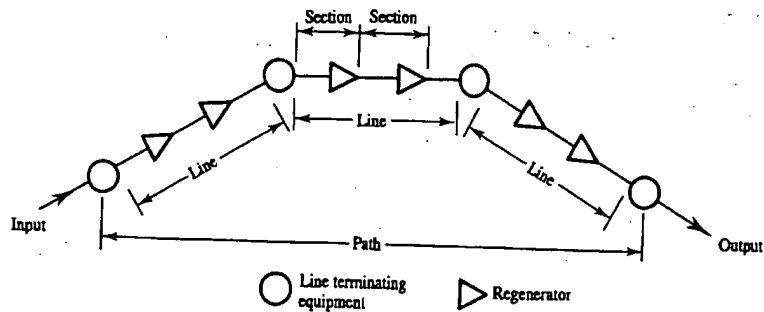 Section Section
Line
Line
Line
Input
Path
Output
Line terminating
equipment
Regenerator